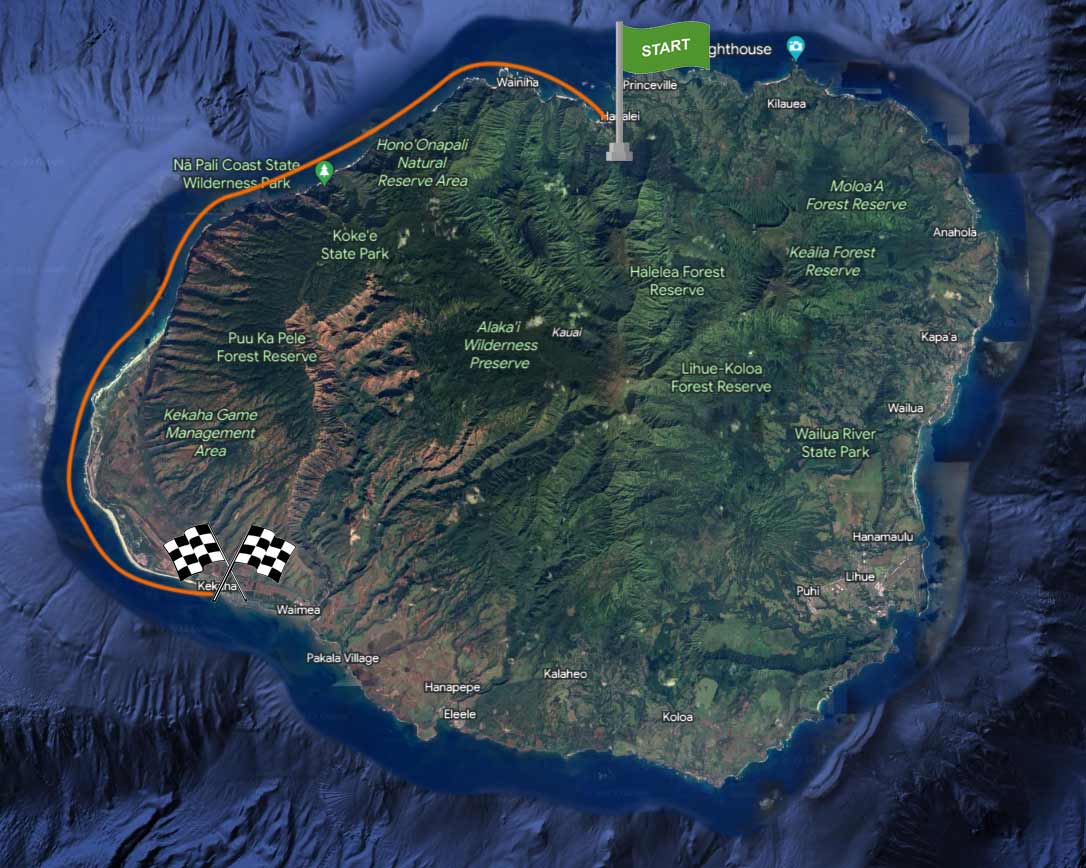 START
ghthouse
Wainiha
Princeville
Kilauea
Hanalei
Hono'Onapali
Natural
Reserve Area
Nā Pali Coast State
Wilderness Park
Moloa'A
Forest Reserve
Anahola
Koke'e
State Park
Keālia Forest
Reserve
Halelea Forest
Reserve
Alaka'i
Wilderness
Preserve
Kauai
Puu Ka Pele
Forest Reserve
Kapa'a
Lihue-Koloa
Forest Reserve
Kekaha Game
Management
Area
Wailua
Wailua River
State Park
Hanamaulu
Lihue
Puhi
Kekaha
Waimea
Pakala Village
Kalaheo
Hanapepe
Eleele
Koloa